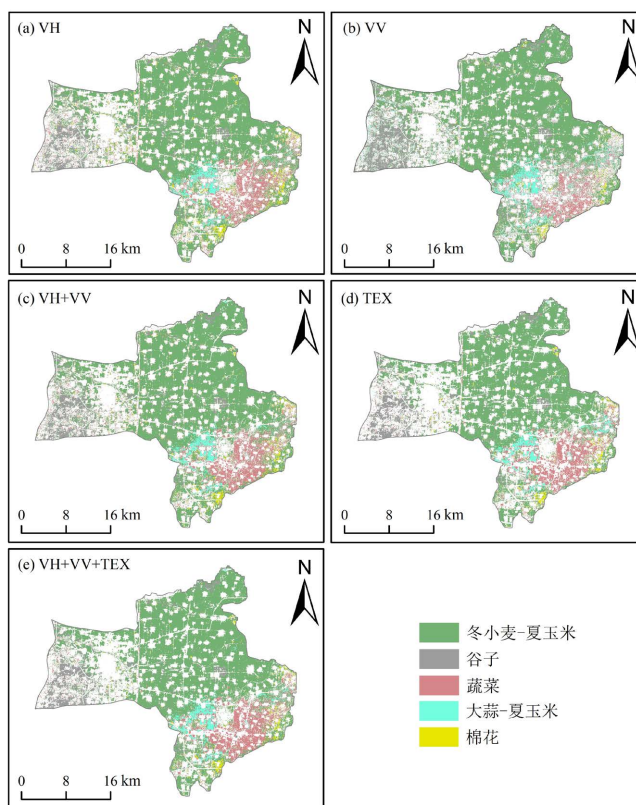 (a) VH
N
0 8 16 km
(b) VV
N
0 8 16 km
(c) VH+VV
N
0 8 16 km
(d) TEX
N
0 8 16 km
(e) VH+VV+TEX
N
0 8 16 km
冬小麦-夏玉米
谷子
蔬菜
大蒜-夏玉米
棉花